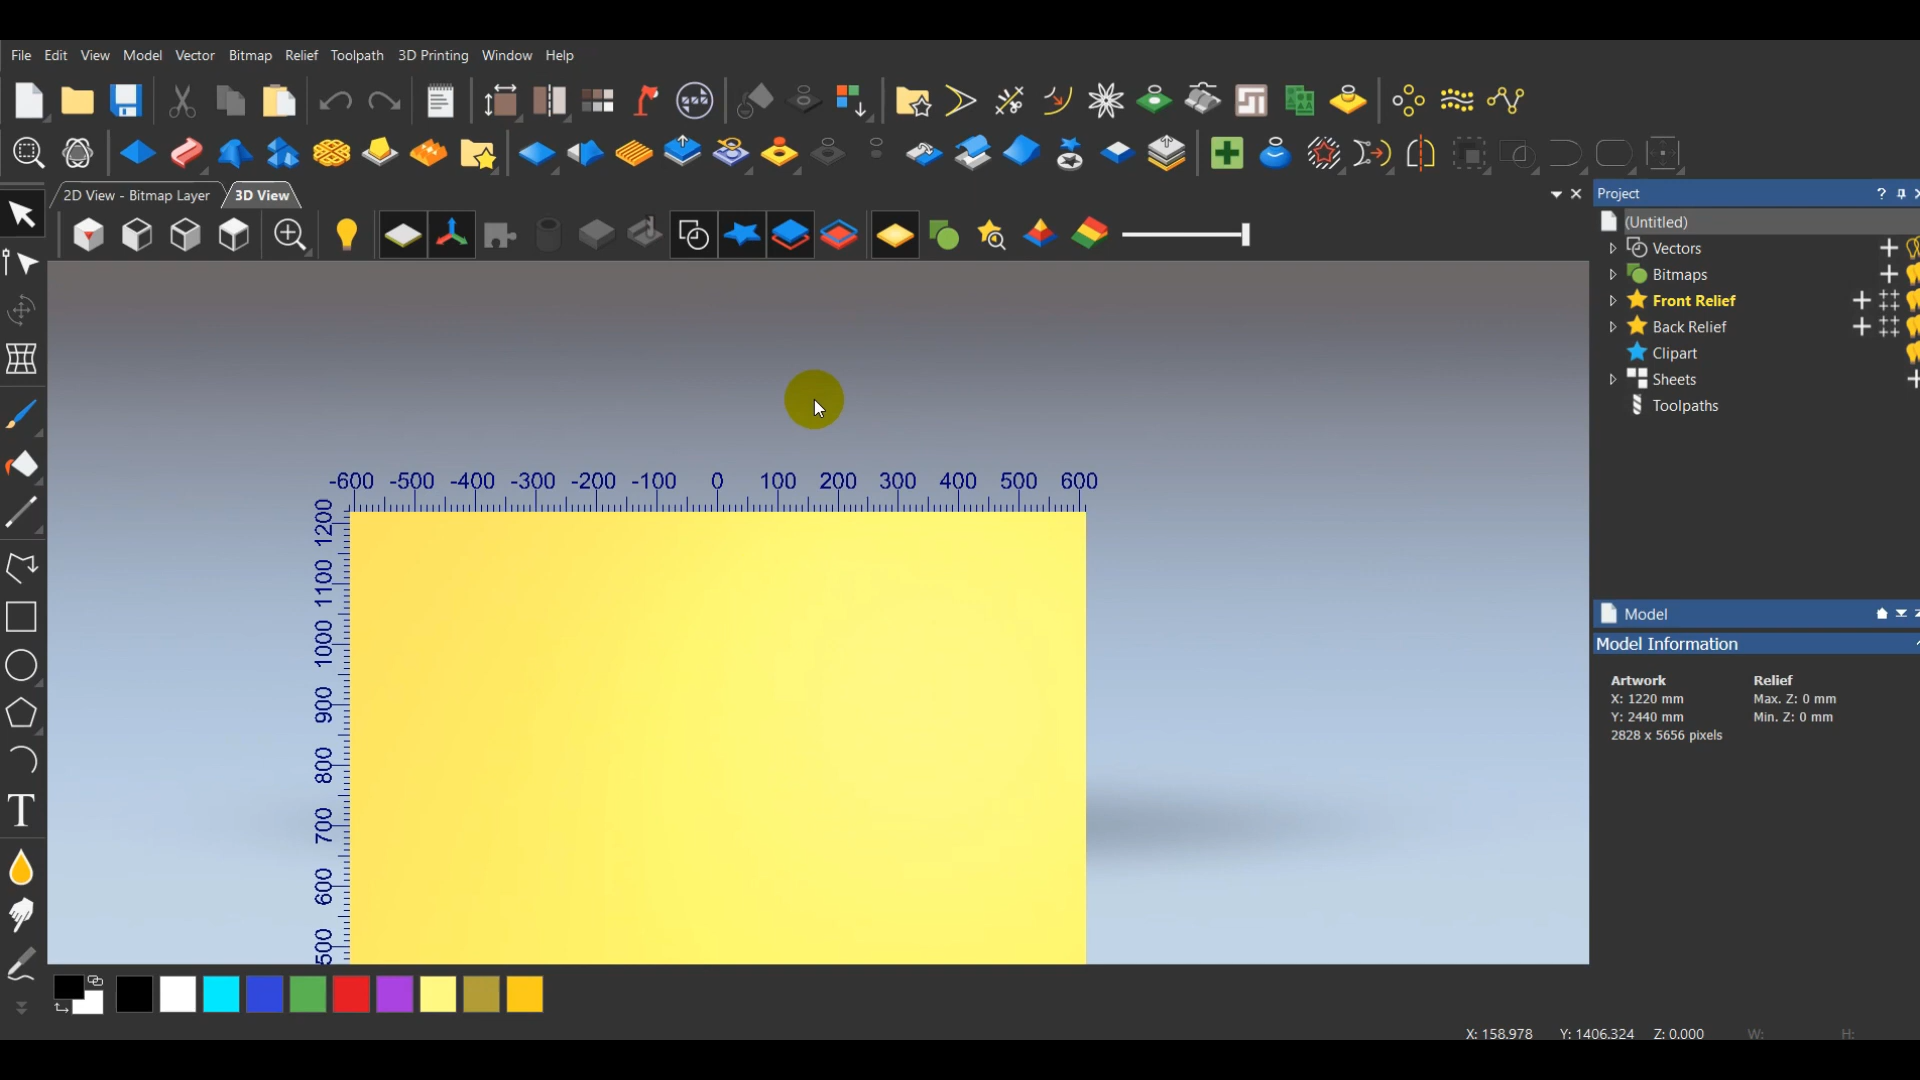 File Edit View Model Vector Bitmap Relief Toolpath 3D Printing Window Help
2D View - Bitmap Layer 3D View
Project
(Untitled)
Vectors
Bitmaps
Front Relief
Back Relief
Clipart
Sheets
Toolpaths
-600 -500 -400 -300 -200 -100 0 100 200 300 400 500 600
1200
1100
1000
900
800
700
600
500
Model
Model Information
Artwork Relief
X: 1220 mm Max. Z: 0 mm
Y: 2440 mm Min. Z: 0 mm
2828 x 5656 pixels
T
X: 158.978 Y: 1406.324 Z: 0.000 W: H: